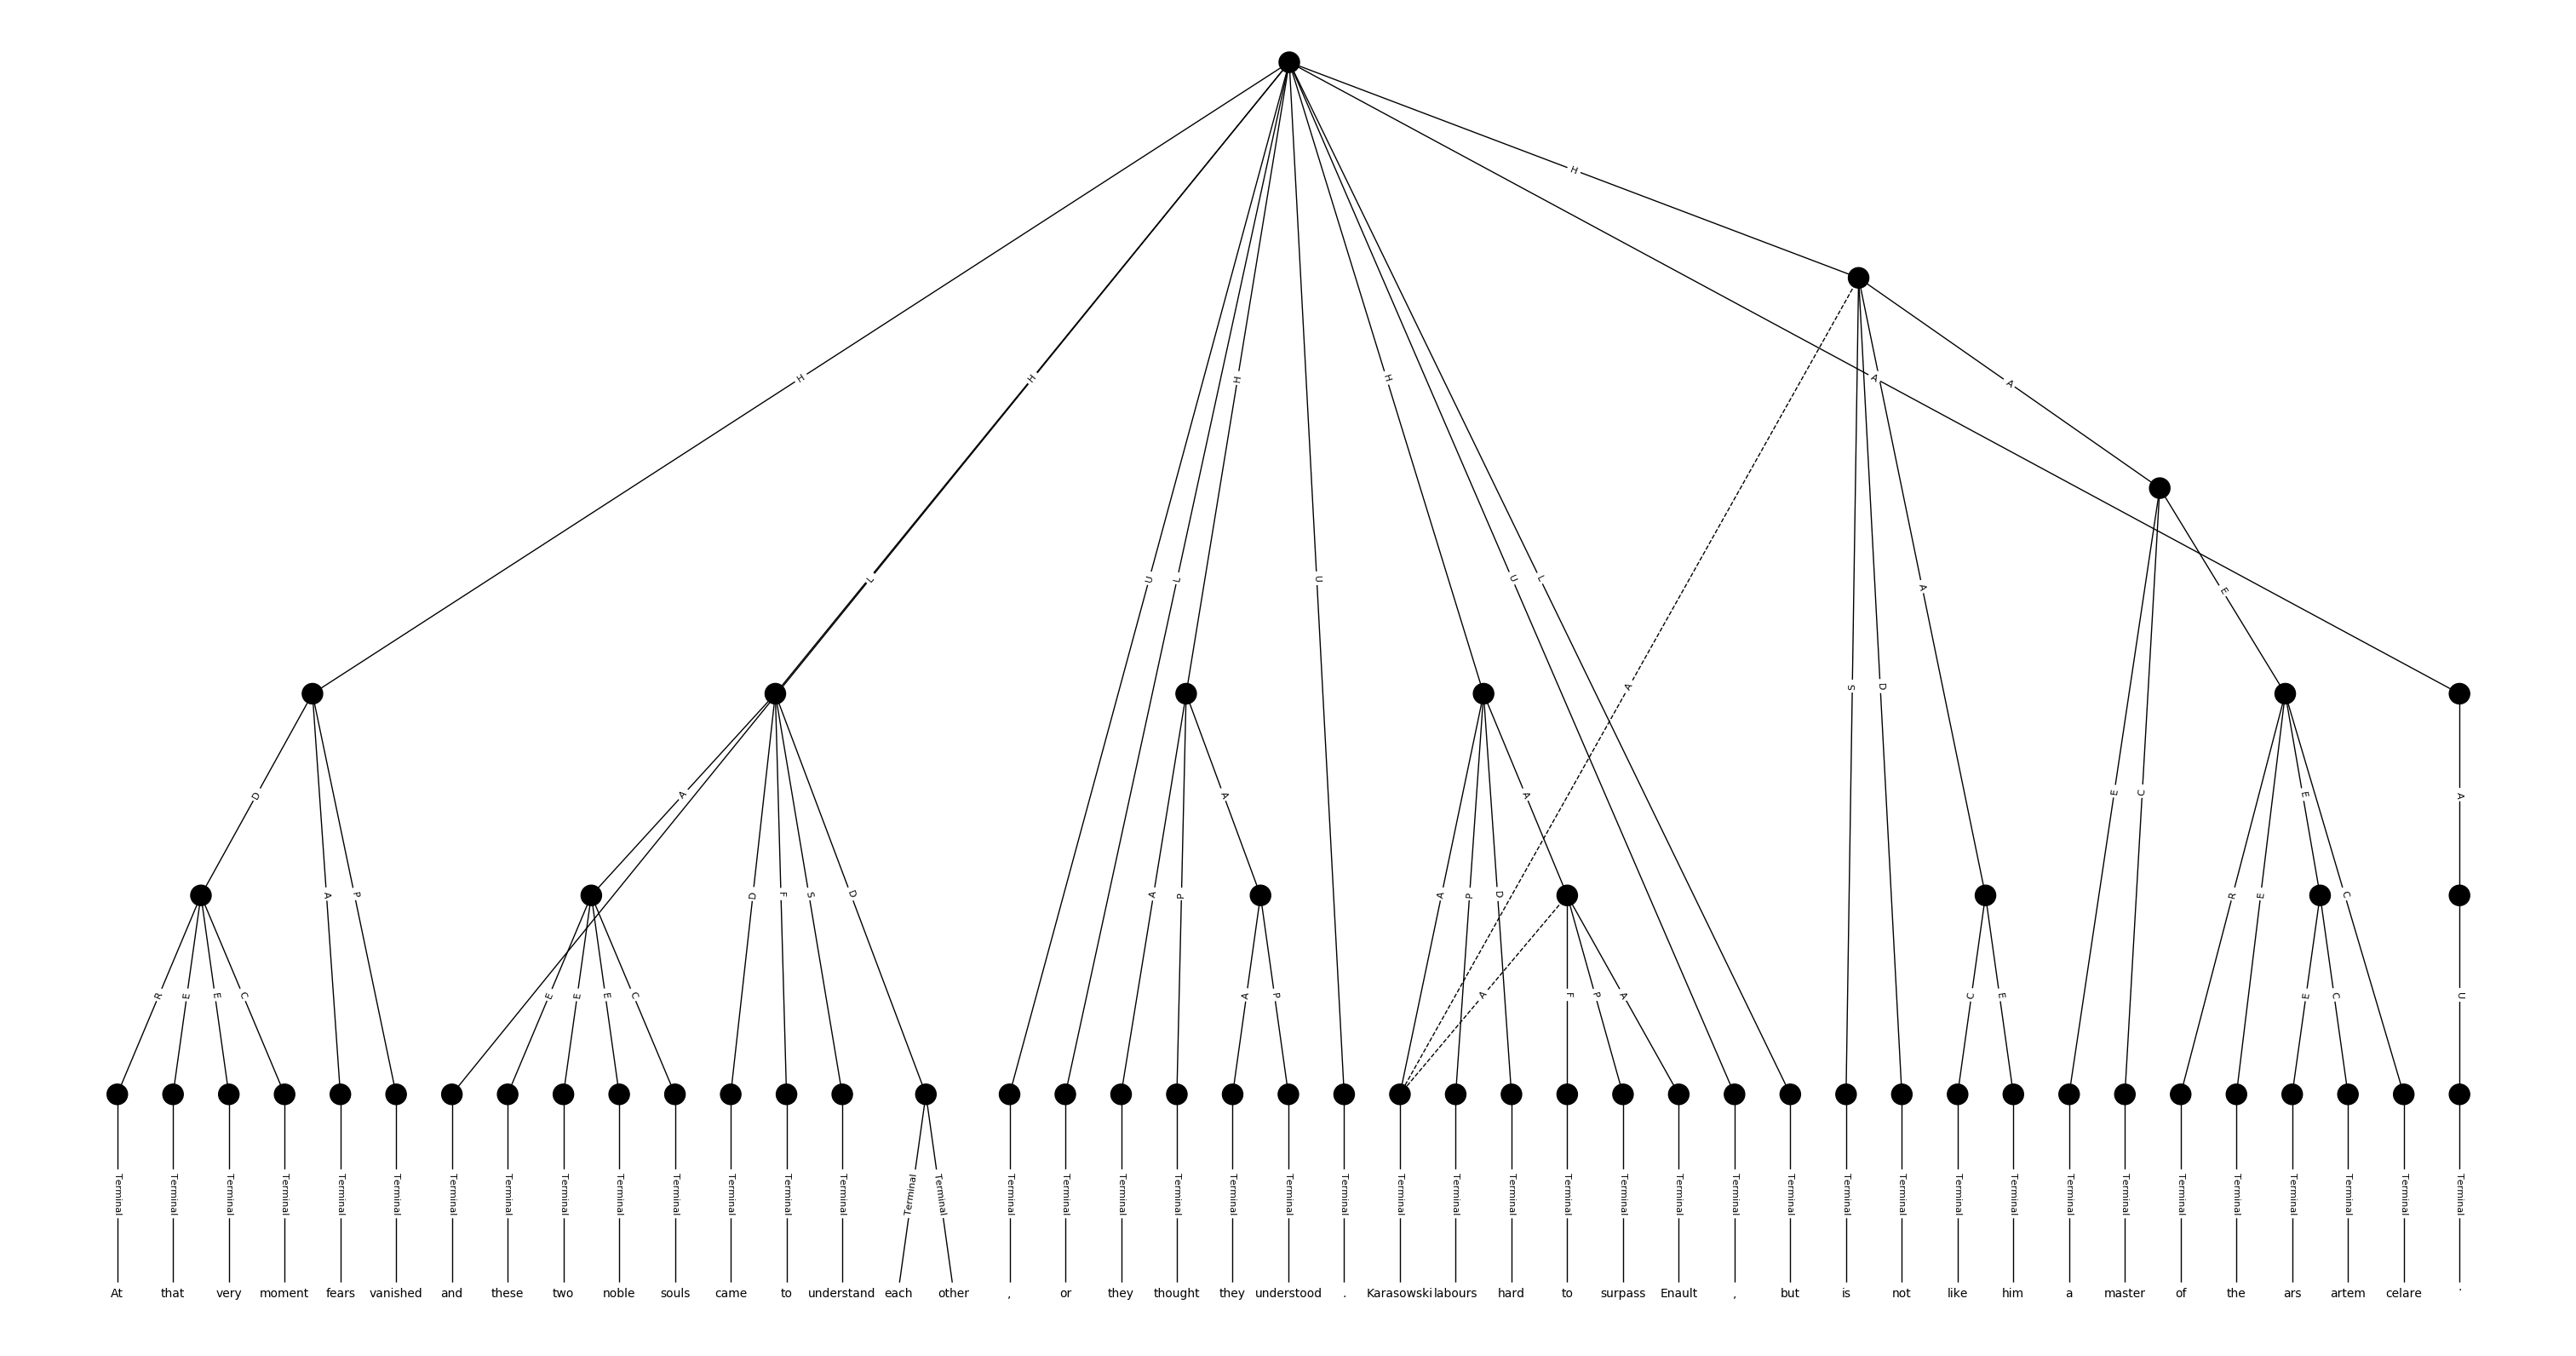 H
H
H
H
A
A
H
H
L
U
L
U
U
L
A
E
A
S
D
D
A
A
A
E
C
E
A
A
P
D
F
S
D
A
P
A
P
D
R
E
C
R
E
E
C
E
E
E
C
A
P
A
F
P
A
C
E
E
C
U
Terminal Terminal Terminal Terminal Terminal Terminal Terminal Terminal Terminal Terminal Terminal Terminal Terminal Terminal Terminal Terminal Terminal Terminal Terminal Terminal Terminal Terminal Terminal Terminal Terminal Terminal Terminal Terminal Terminal Terminal Terminal Terminal Terminal Terminal Terminal Terminal Terminal Terminal Terminal Terminal Terminal Terminal Terminal
At that very moment fears vanished and these two noble souls came to understand each other , or they thought they understood . Karasowski labours hard to surpass Enault , but is not like him a master of the ars artem celare .